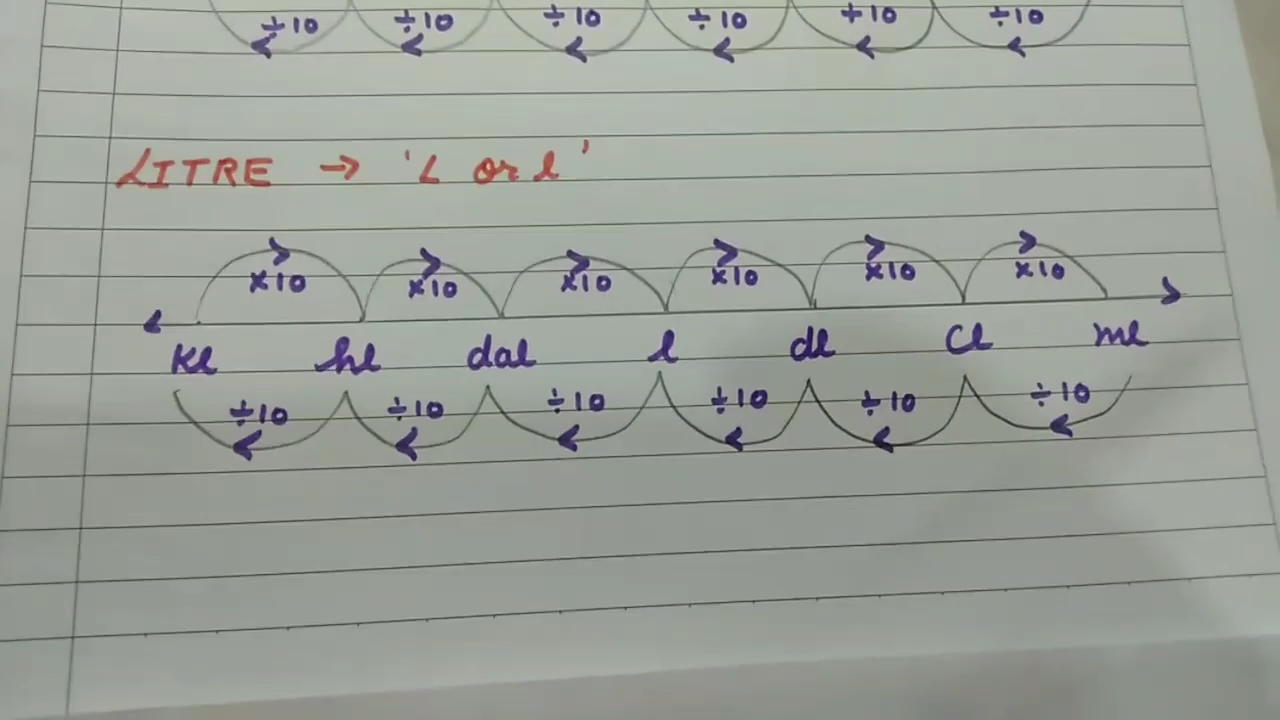 ÷10 ÷10 ÷10 ÷10 +10 ÷10
LITRE → 'L or l'
×10 ×10 ×10 ×10 ×10 ×10
Kl hl dal l dl Cl ml
÷10 ÷10 ÷10 ÷10 ÷10 ÷10